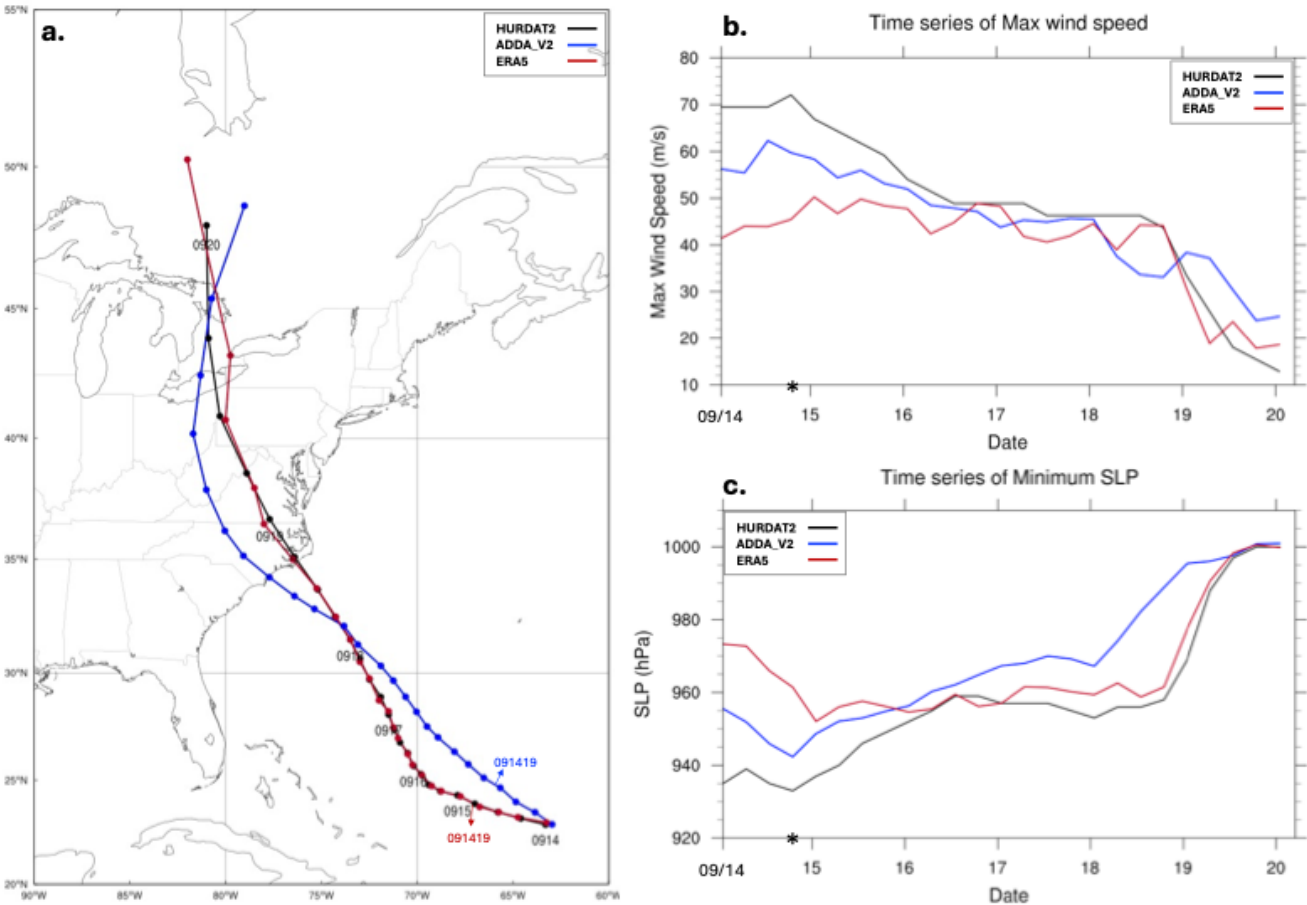 a.
HURDAT2
ADDA_V2
ERA5
55°N
50°N
45°N
40°N
35°N
30°N
25°N
20°N
90°W
85°W
80°W
75°W
70°W
65°W
60°W
0920
0919
0918
0917
0916
0915
0914
091419
091419
b.
Time series of Max wind speed
HURDAT2
ADDA_V2
ERA5
Max Wind Speed (m/s)
80
70
60
50
40
30
20
10
*
09/14
15
16
17
18
19
20
Date
c.
Time series of Minimum SLP
HURDAT2
ADDA_V2
ERA5
SLP (hPa)
1000
980
960
940
920
*
09/14
15
16
17
18
19
20
Date